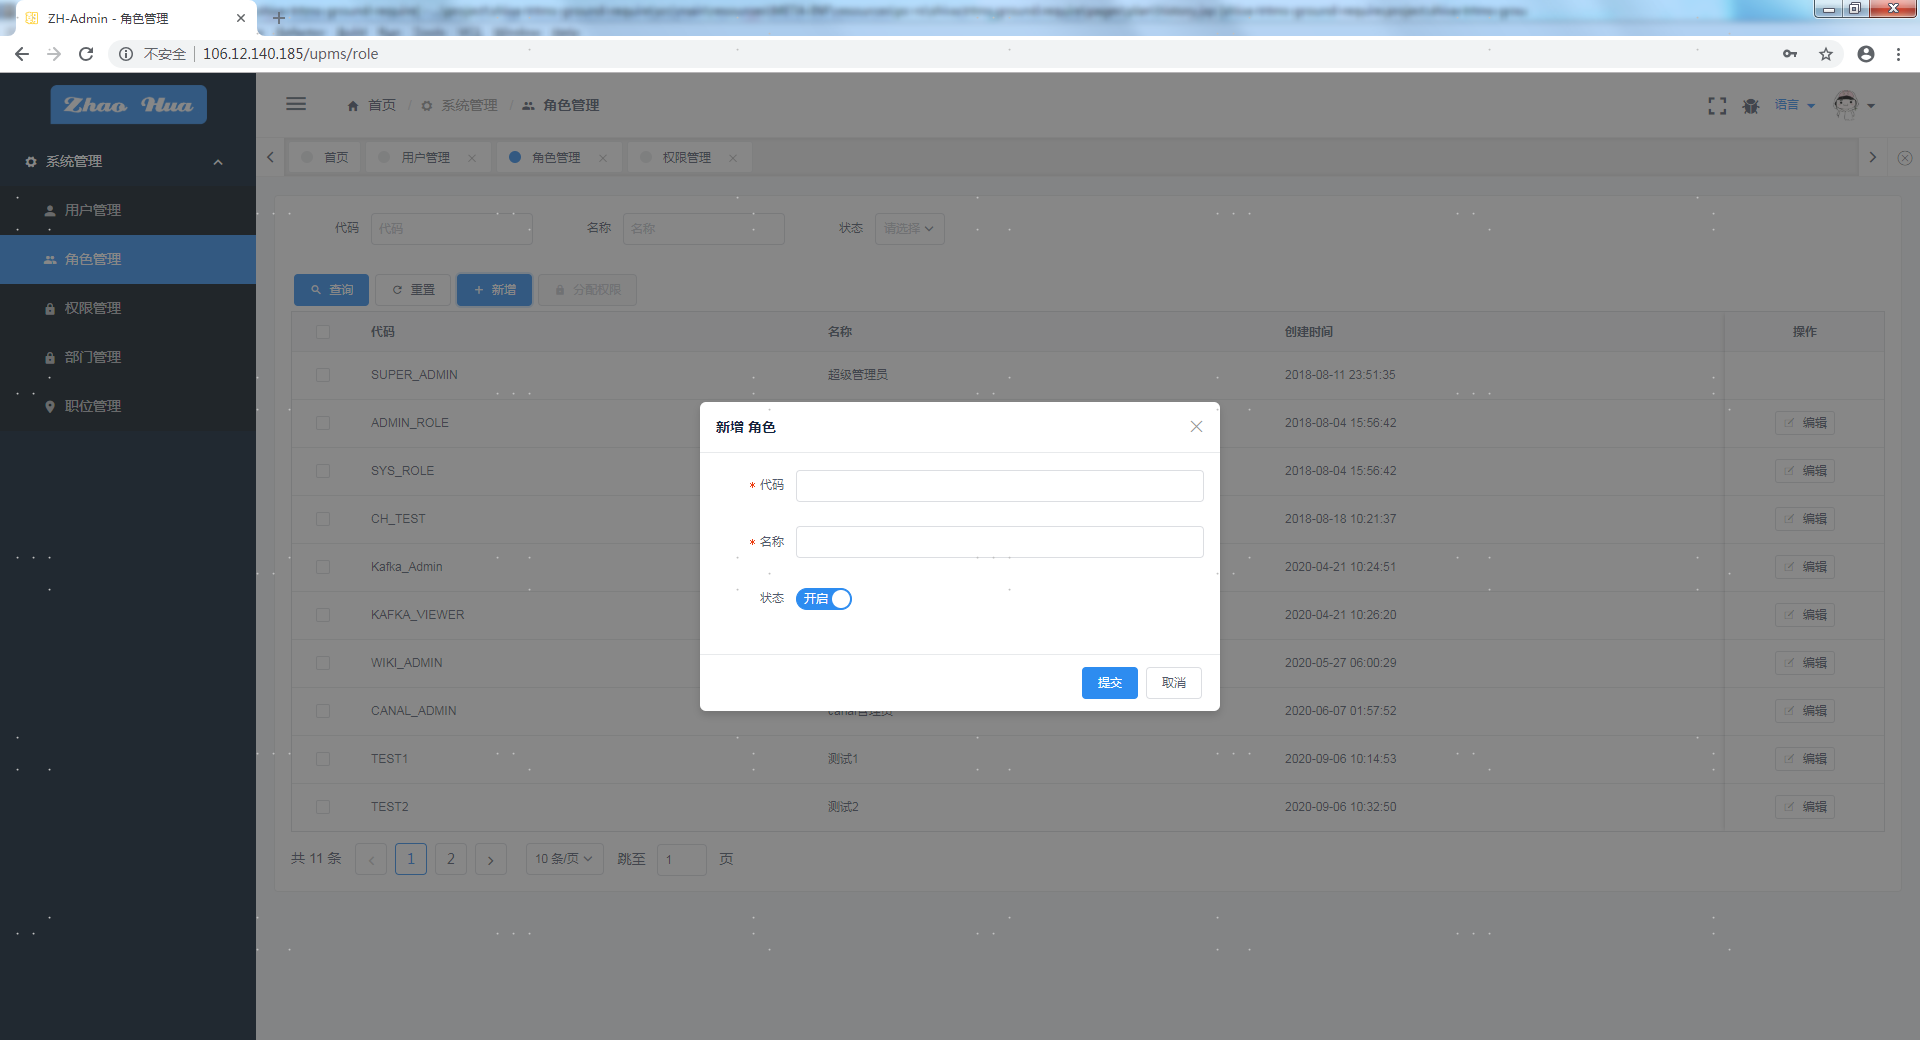 ZH-Admin - 角色管理
不安全 106.12.140.185/upms/role
Zhao Hua
系统管理
用户管理
角色管理
权限管理
部门管理
职位管理
首页 / 系统管理 / 角色管理
语言
首页 用户管理 角色管理 权限管理
代码 代码 名称 名称 状态 请选择
查询 重置 新增 分配权限
代码 名称 创建时间 操作
SUPER_ADMIN 超级管理员 2018-08-11 23:51:35
ADMIN_ROLE 2018-08-04 15:56:42 编辑
SYS_ROLE 2018-08-04 15:56:42 编辑
CH_TEST 2018-08-18 10:21:37 编辑
Kafka_Admin 2020-04-21 10:24:51 编辑
KAFKA_VIEWER 2020-04-21 10:26:20 编辑
WIKI_ADMIN 2020-05-27 06:00:29 编辑
CANAL_ADMIN canal管理员 2020-06-07 01:57:52 编辑
TEST1 测试1 2020-09-06 10:14:53 编辑
TEST2 测试2 2020-09-06 10:32:50 编辑
共 11 条 1 2 10 条/页 跳至 1 页
新增 角色
* 代码
* 名称
状态 开启
提交 取消